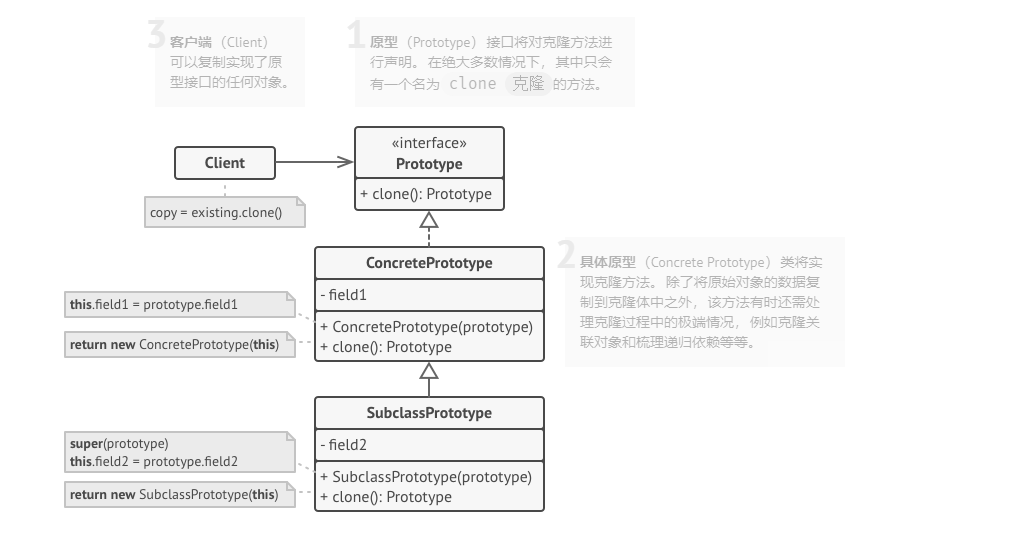 3
客户端（Client）
可以复制实现了原
型接口的任何对象。
1
原型（Prototype）接口将对克隆方法进
行声明。在绝大多数情况下，其中只会
有一个名为 clone 克隆 的方法。
Client
copy = existing.clone()
«interface»
Prototype
+ clone(): Prototype
2
具体原型（Concrete Prototype）类将实
现克隆方法。除了将原始对象的数据复
制到克隆体中之外，该方法有时还需处
理克隆过程中的极端情况，例如克隆关
联对象和梳理递归依赖等等。
ConcretePrototype
- field1
+ ConcretePrototype(prototype)
+ clone(): Prototype
this.field1 = prototype.field1
return new ConcretePrototype(this)
SubclassPrototype
- field2
+ SubclassPrototype(prototype)
+ clone(): Prototype
super(prototype)
this.field2 = prototype.field2
return new SubclassPrototype(this)